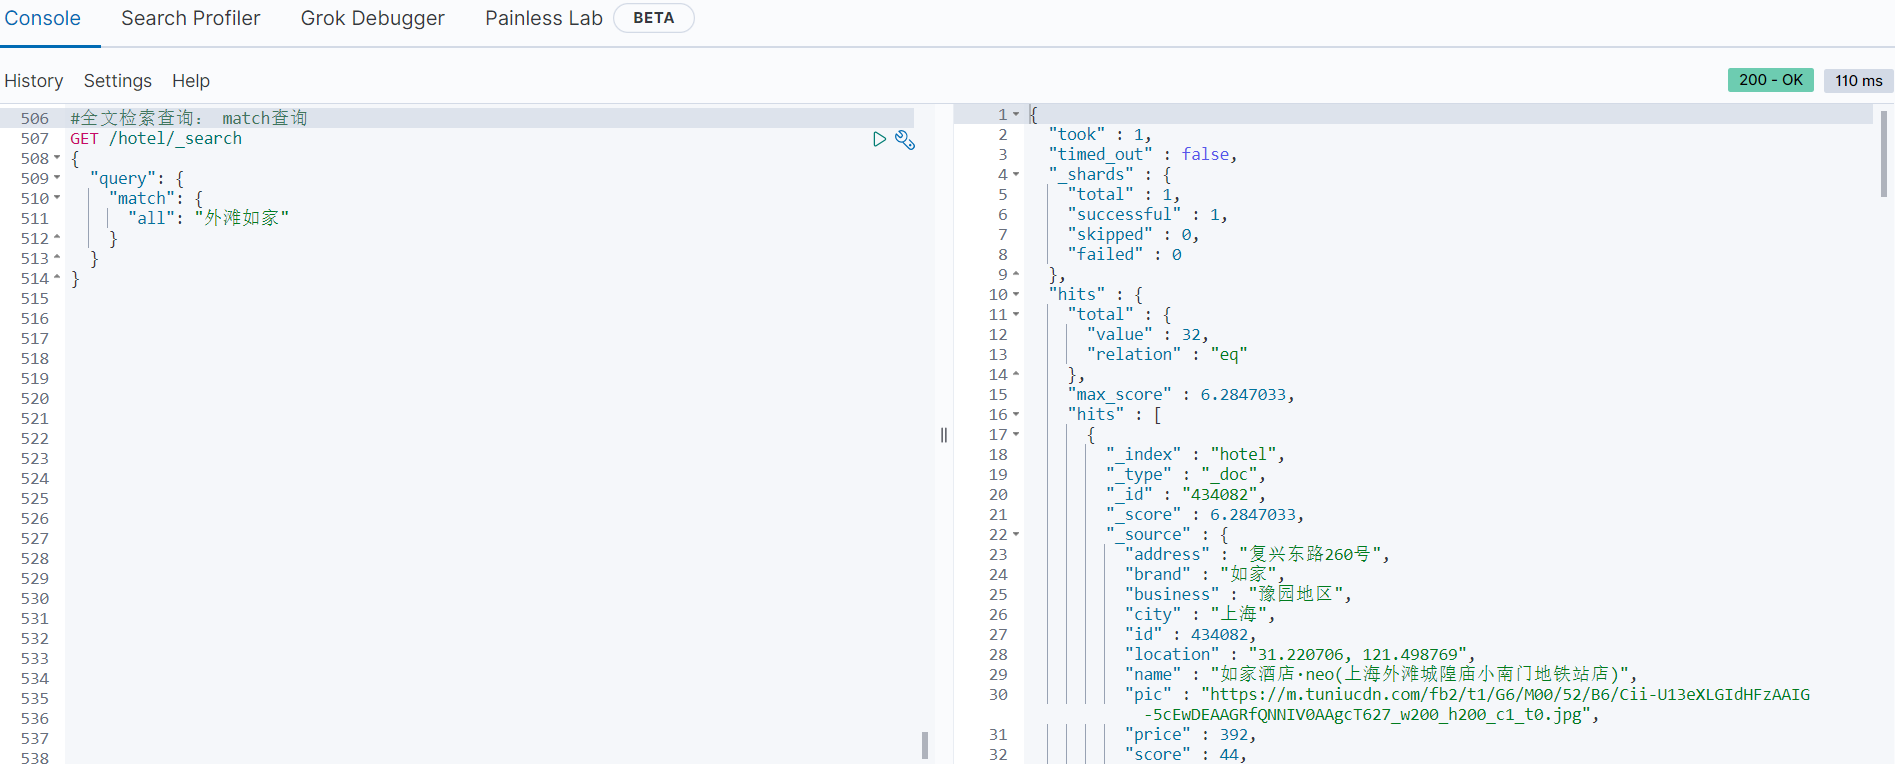 Console Search Profiler Grok Debugger Painless Lab BETA
History Settings Help 200 - OK 110 ms
506 #全文检索查询： match查询
507 GET /hotel/_search
508 {
509 "query": {
510 "match": {
511 "all": "外滩如家"
512 }
513 }
514 }
515
516
517
518
519
520
521
522
523
524
525
526
527
528
529
530
531
532
533
534
535
536
537
538
1 {
2 "took" : 1,
3 "timed_out" : false,
4 "_shards" : {
5 "total" : 1,
6 "successful" : 1,
7 "skipped" : 0,
8 "failed" : 0
9 },
10 "hits" : {
11 "total" : {
12 "value" : 32,
13 "relation" : "eq"
14 },
15 "max_score" : 6.2847033,
16 "hits" : [
17 {
18 "_index" : "hotel",
19 "_type" : "_doc",
20 "_id" : "434082",
21 "_score" : 6.2847033,
22 "_source" : {
23 "address" : "复兴东路260号",
24 "brand" : "如家",
25 "business" : "豫园地区",
26 "city" : "上海",
27 "id" : 434082,
28 "location" : "31.220706, 121.498769",
29 "name" : "如家酒店·neo(上海外滩城隍庙小南门地铁站店)",
30 "pic" : "https://m.tuniucdn.com/fb2/t1/G6/M00/52/B6/Cii-U13eXLGIdHFzAAIG
-5cEwDEAAGRfQNNIV0AAgcT627_w200_h200_c1_t0.jpg",
31 "price" : 392,
32 "score" : 44,